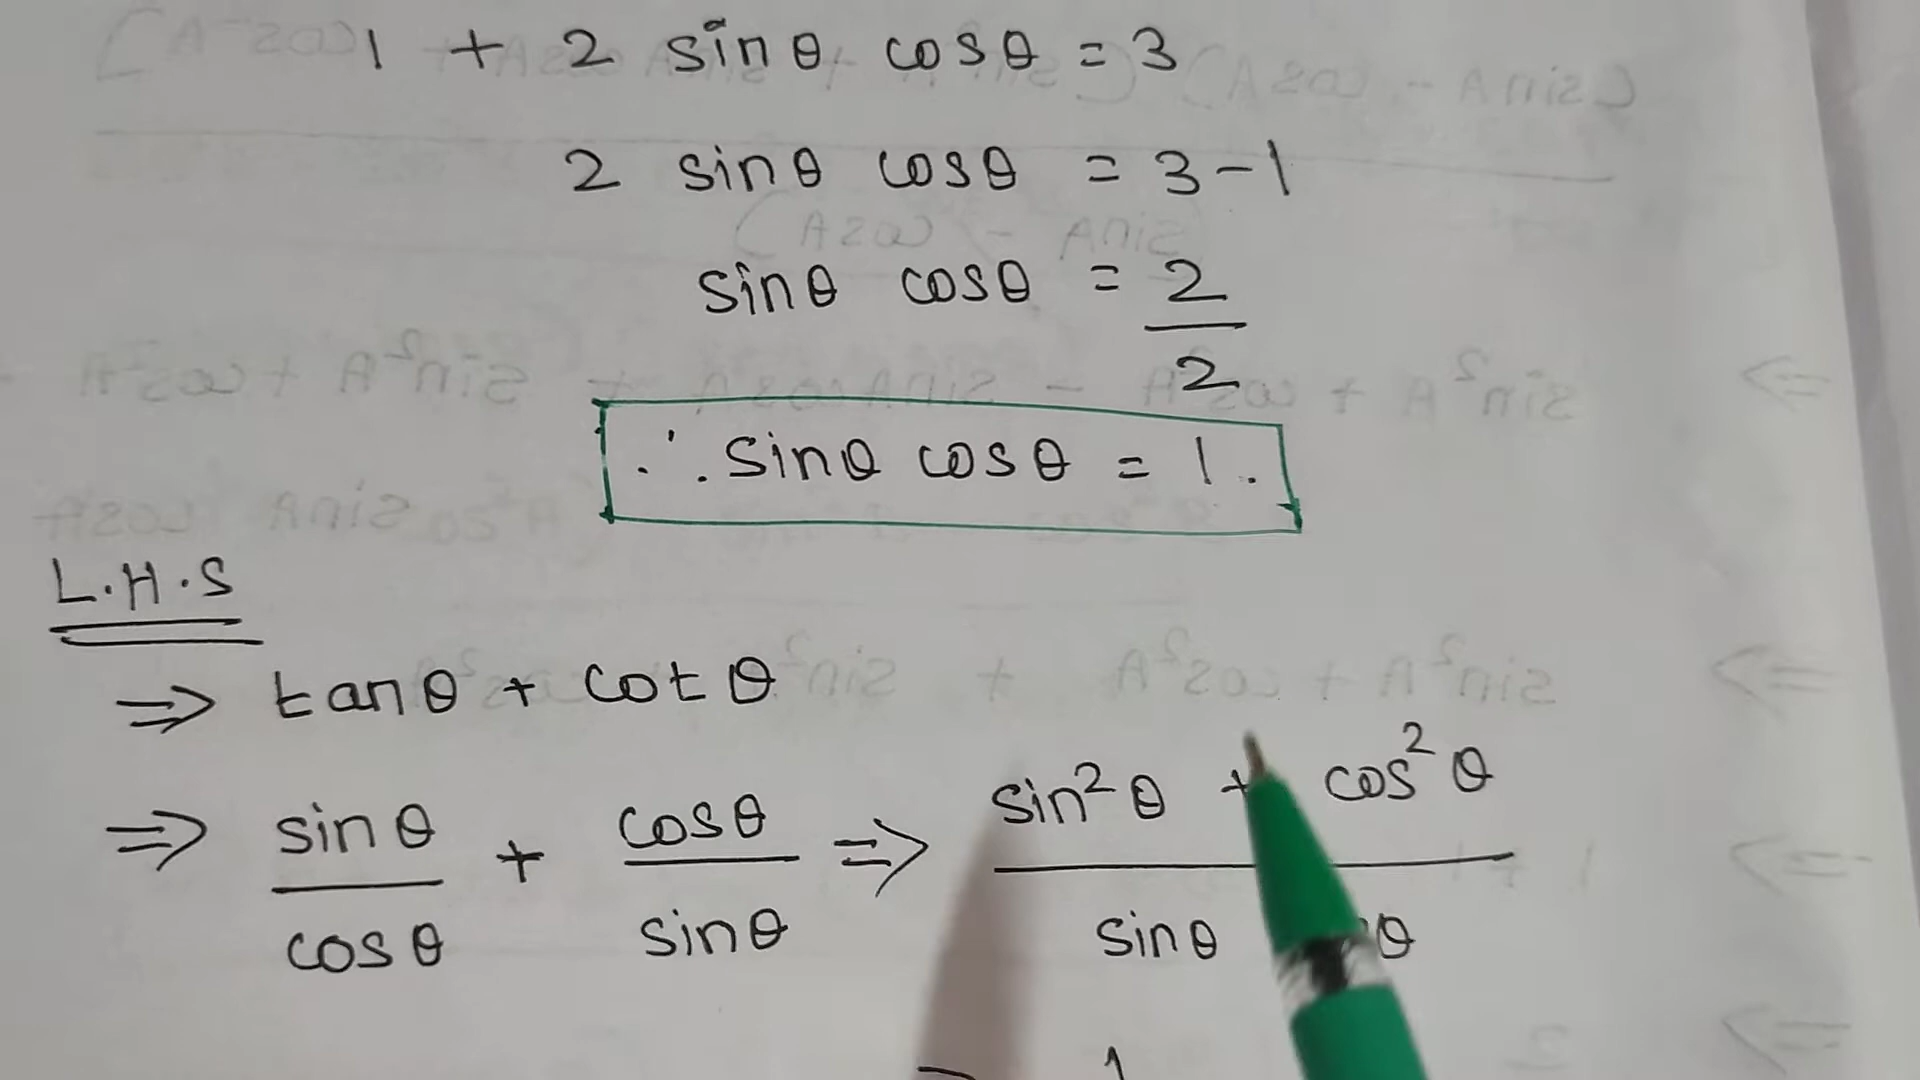 1 + 2 sinθ cosθ = 3
2 sinθ cosθ = 3-1
sinθ cosθ = 2/2
∴ sinθ cosθ = 1.
L.H.S
⇒ tanθ + cotθ
⇒ sinθ/cosθ + cosθ/sinθ ⇒ sin²θ + cos²θ / sinθ θ
1